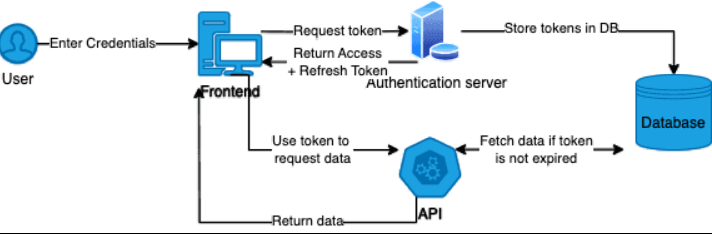 Enter Credentials
User
Request token
Return Access
+ Refresh Token
Frontend
Authentication server
Store tokens in DB
Database
Use token to
request data
Fetch data if token
is not expired
API
Return data